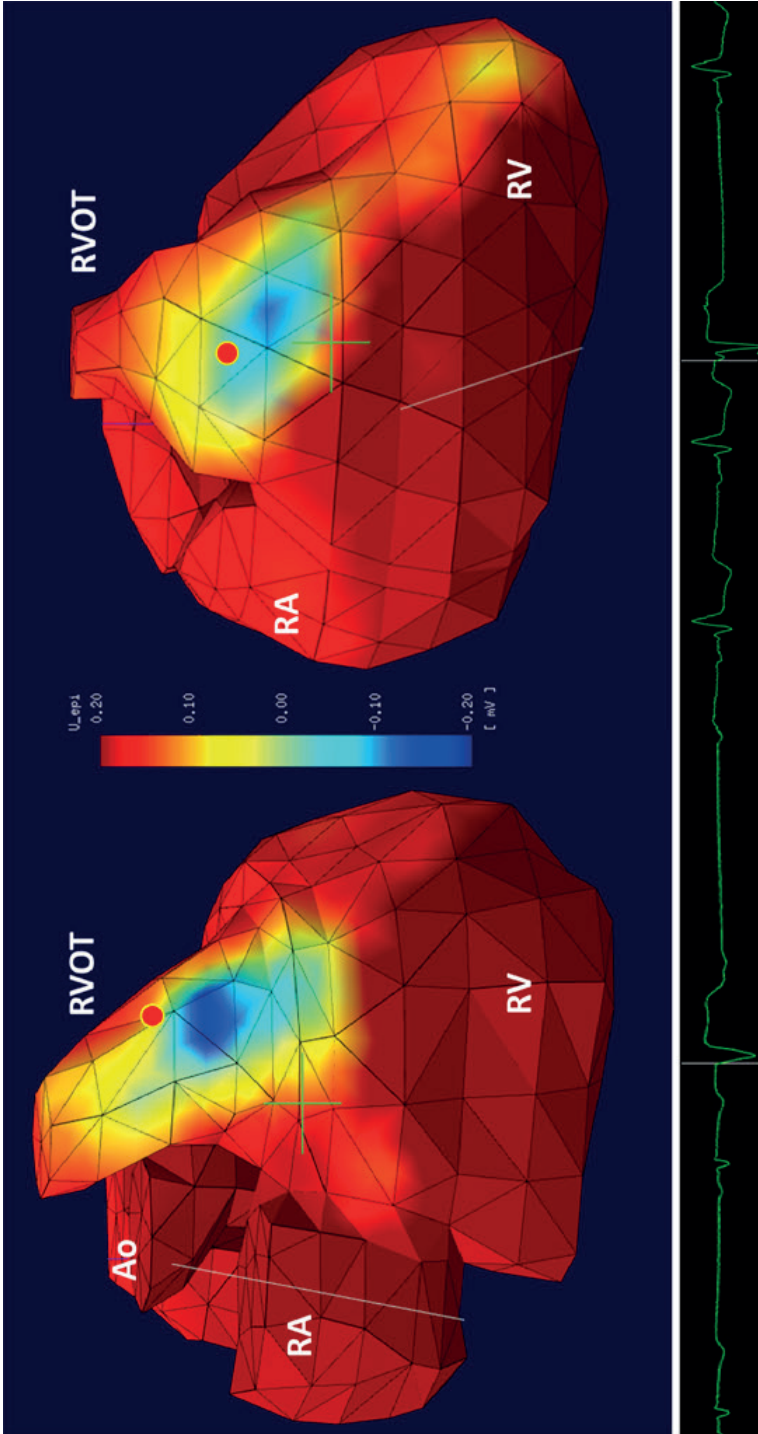 RVOT
Ao
RA
RV
U_epi
0.20
0.10
0.00
-0.10
-0.20
[ mV ]
RVOT
RA
RV